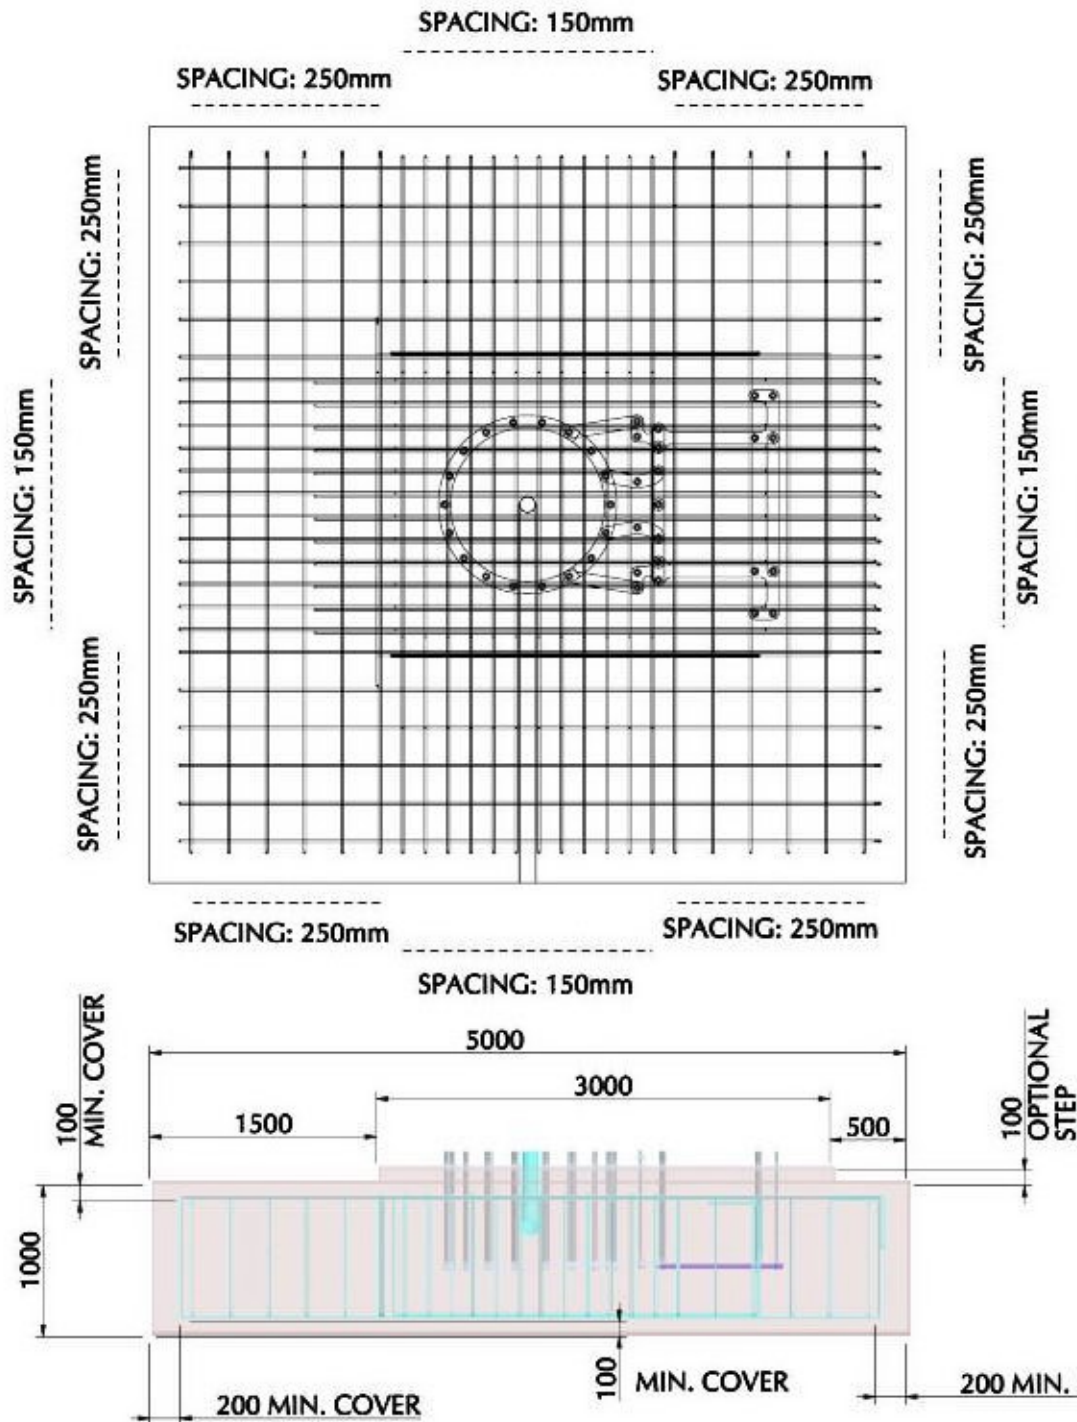 SPACING: 150mm
SPACING: 250mm
SPACING: 250mm
SPACING: 250mm
SPACING: 250mm
SPACING: 150mm
SPACING: 150mm
SPACING: 250mm
SPACING: 250mm
SPACING: 250mm
SPACING: 250mm
SPACING: 150mm
100
MIN. COVER
5000
3000
1500
500
100
OPTIONAL
STEP
1000
100
MIN. COVER
200 MIN. COVER
200 MIN.